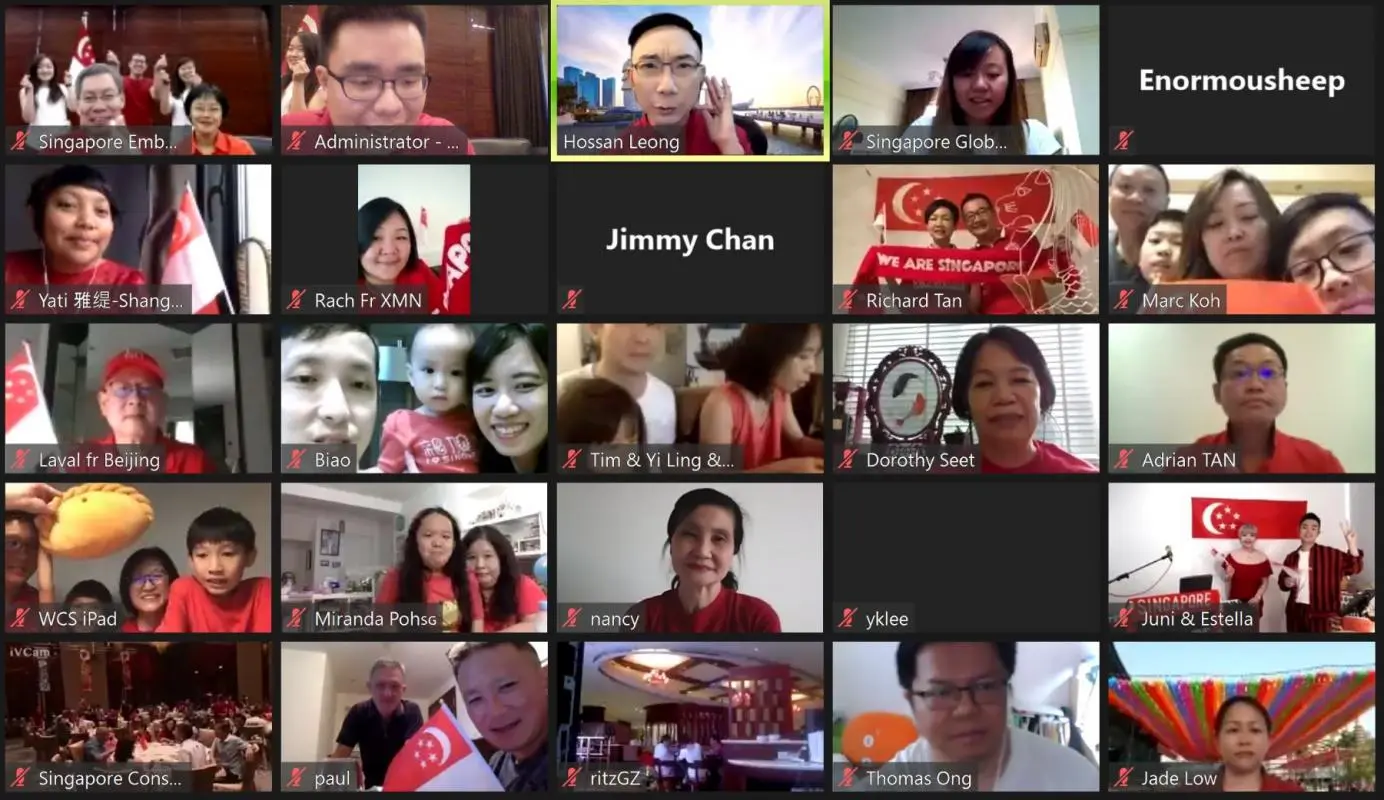 Singapore Emb...
Administrator - ...
Hossan Leong
Singapore Glob...
Enormousheep
Yati 雅缇-Shang...
Rach Fr XMN
Jimmy Chan
WE ARE SINGAPORE
Richard Tan
Marc Koh
Laval fr Beijing
Biao
Tim & Yi Ling &...
Dorothy Seet
Adrian TAN
WCS iPad
Miranda PohSG
nancy
yklee
SINGAPORE
Juni & Estella
iVCam
Singapore Cons...
paul
ritzGZ
Thomas Ong
Jade Low